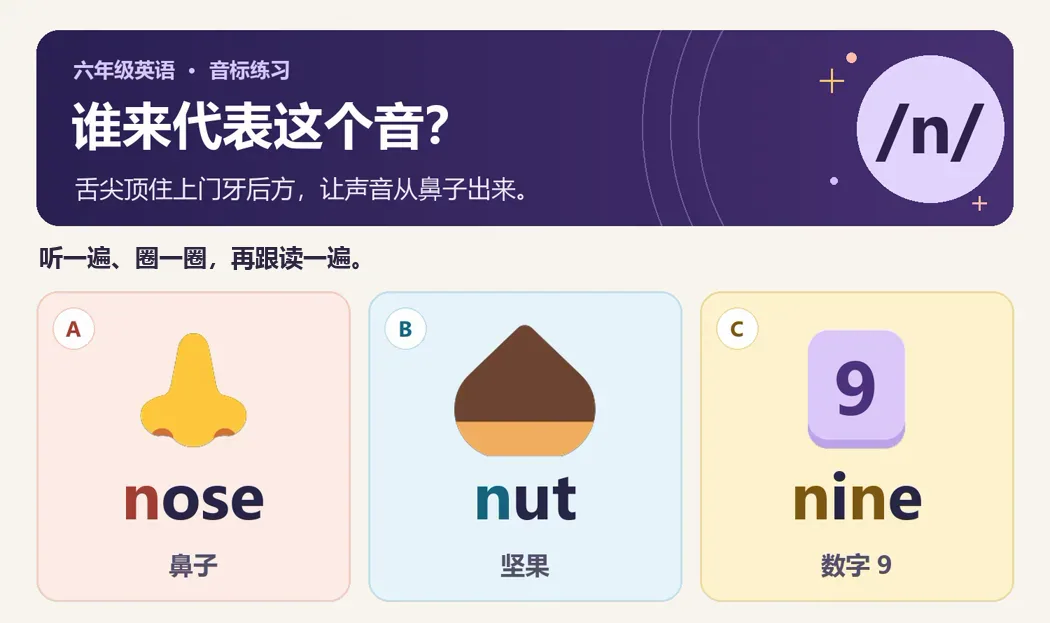 六年级英语 · 音标练习
谁来代表这个音?
舌尖顶住上门牙后方，让声音从鼻子出来。
/n/
听一遍、圈一圈，再跟读一遍。
A
nose
鼻子
B
nut
坚果
C
9
nine
数字 9